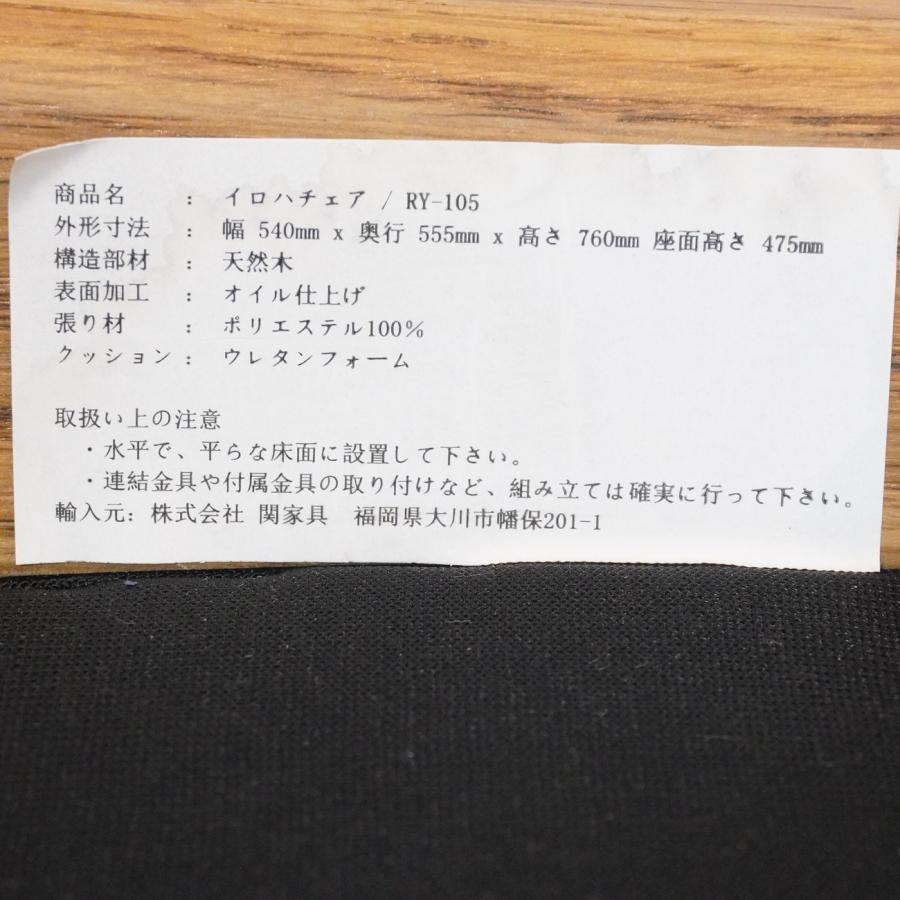 商品名 : イロハチェア / RY-105
外形寸法 : 幅 540mm x 奥行 555mm x 高さ 760mm 座面高さ 475mm
構造部材 : 天然木
表面加工 : オイル仕上げ
張り材 : ポリエステル100%
クッション : ウレタンフォーム
取扱い上の注意
・水平で、平らな床面に設置して下さい。
・連結金具や付属金具の取り付けなど、組み立ては確実に行って下さい。
輸入元: 株式会社 関家具 福岡県大川市幡保201-1